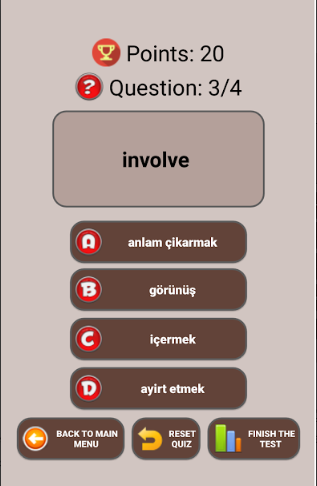 Points: 20
Question: 3/4
involve
A anlam çikarmak
B görünüş
C içermek
D ayirt etmek
BACK TO MAIN
MENU
RESET
QUIZ
FINISH THE
TEST